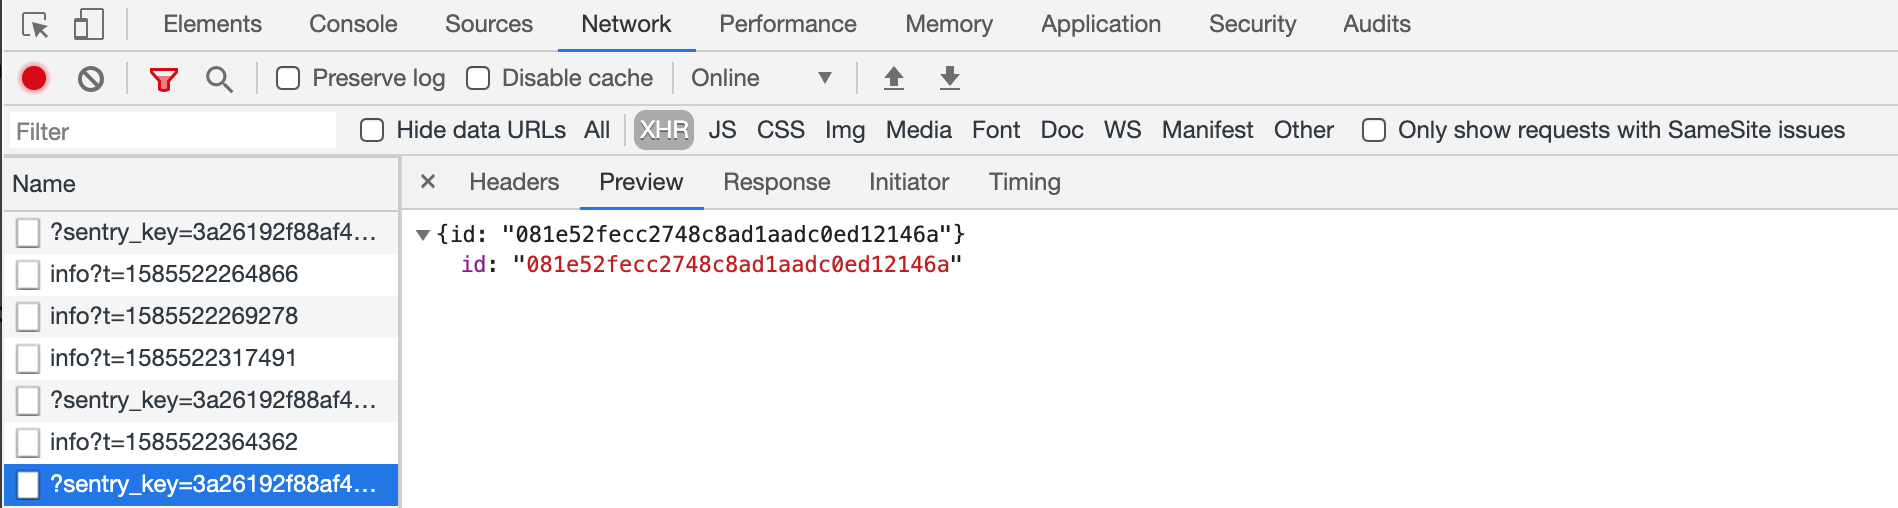 Elements Console Sources Network Performance Memory Application Security Audits
Preserve log Disable cache Online
Filter Hide data URLs All XHR JS CSS Img Media Font Doc WS Manifest Other Only show requests with SameSite issues
Name
Headers Preview Response Initiator Timing
?sentry_key=3a26192f88af4...
info?t=1585522264866
info?t=1585522269278
info?t=1585522317491
?sentry_key=3a26192f88af4...
info?t=1585522364362
?sentry_key=3a26192f88af4...
{id: "081e52fecc2748c8ad1aadc0ed12146a"}
id: "081e52fecc2748c8ad1aadc0ed12146a"